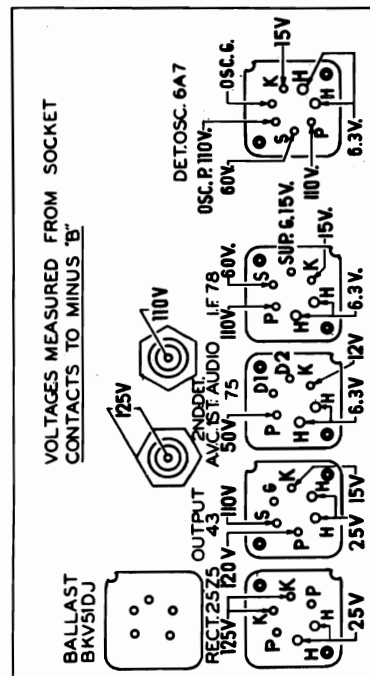 VOLTAGES MEASURED FROM SOCKET
CONTACTS TO MINUS "B"
BALLAST
BKV51DJ
125V
110V
RECT. 25Z5
125V
K
K
P
P
H
H
25V
OUTPUT
43
120V
110V
S
G
K
P
H
H
25V
15V
2ND.DET.
A.V.C. 1ST. AUDIO
75
50V
D1
D2
P
K
H
H
6.3V
12V
I.F. 78
110V.
60V.
S
SUP. G. 15V.
P
K
H
H
6.3V.
15V.
DET. OSC. 6A7
OSC. P. 110V.
OSC. G.
60V.
15V
K
H
S
H
P
110V.
6.3V.